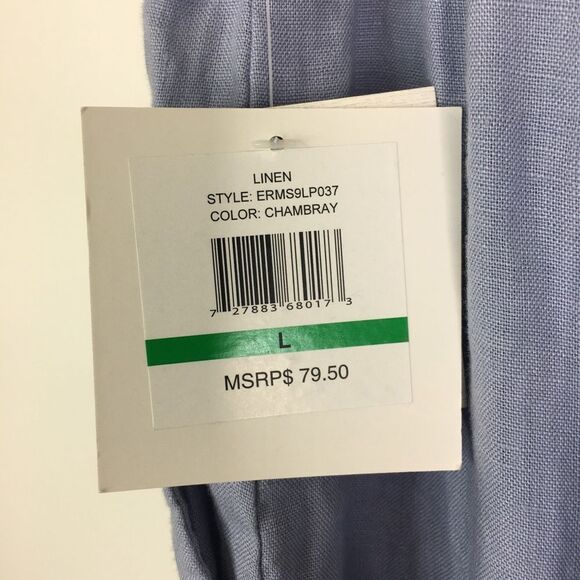 LINEN
STYLE: ERMS9LP037
COLOR: CHAMBRAY
7 27883 68017 3
L
MSRP$ 79.50